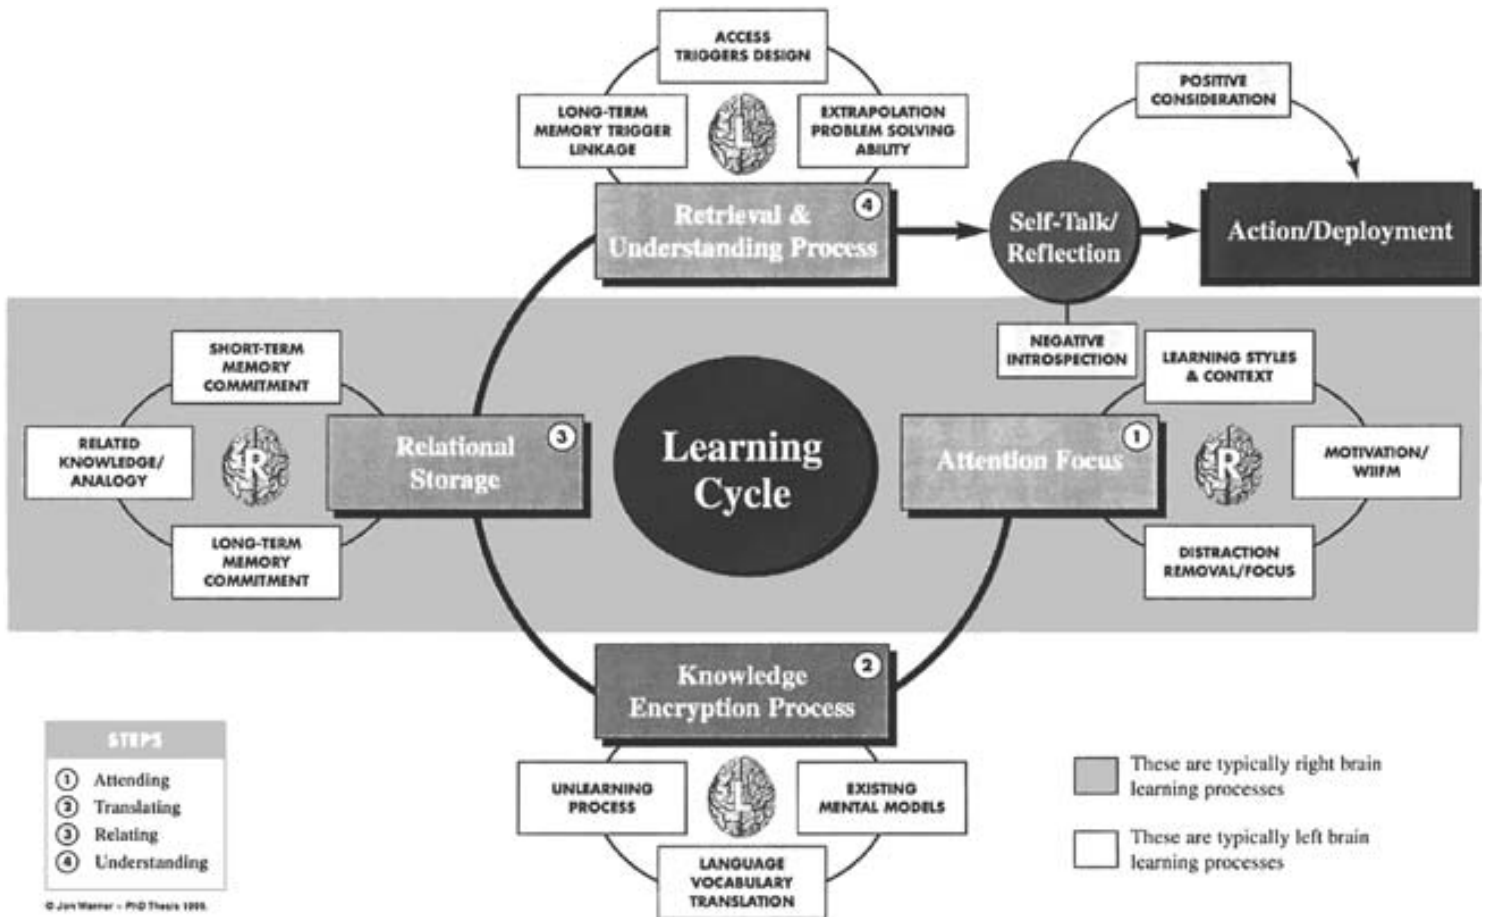 ACCESS
TRIGGERS DESIGN
LONG-TERM
MEMORY TRIGGER
LINKAGE
L
EXTRAPOLATION
PROBLEM SOLVING
ABILITY
POSITIVE
CONSIDERATION
Retrieval &
Understanding Process
4
Self-Talk/
Reflection
Action/Deployment
NEGATIVE
INTROSPECTION
SHORT-TERM
MEMORY
COMMITMENT
RELATED
KNOWLEDGE/
ANALOGY
R
LONG-TERM
MEMORY
COMMITMENT
Relational
Storage
3
Learning
Cycle
Attention Focus
1
LEARNING STYLES
& CONTEXT
R
MOTIVATION/
WIIFM
DISTRACTION
REMOVAL/FOCUS
Knowledge
Encryption Process
2
UNLEARNING
PROCESS
L
EXISTING
MENTAL MODELS
LANGUAGE
VOCABULARY
TRANSLATION
STEPS
1 Attending
2 Translating
3 Relating
4 Understanding
These are typically right brain
learning processes
These are typically left brain
learning processes
© Jon Warner – PhD Thesis